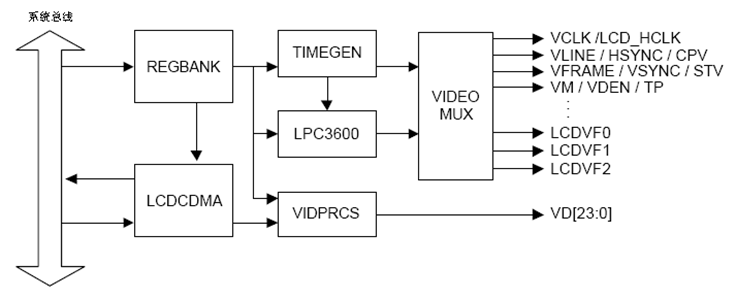 系统总线
REGBANK
TIMEGEN
LPC3600
VIDEO
MUX
LCDCDMA
VIDPRCS
VCLK /LCD_HCLK
VLINE / HSYNC / CPV
VFRAME / VSYNC / STV
VM / VDEN / TP
LCDVF0
LCDVF1
LCDVF2
VD[23:0]